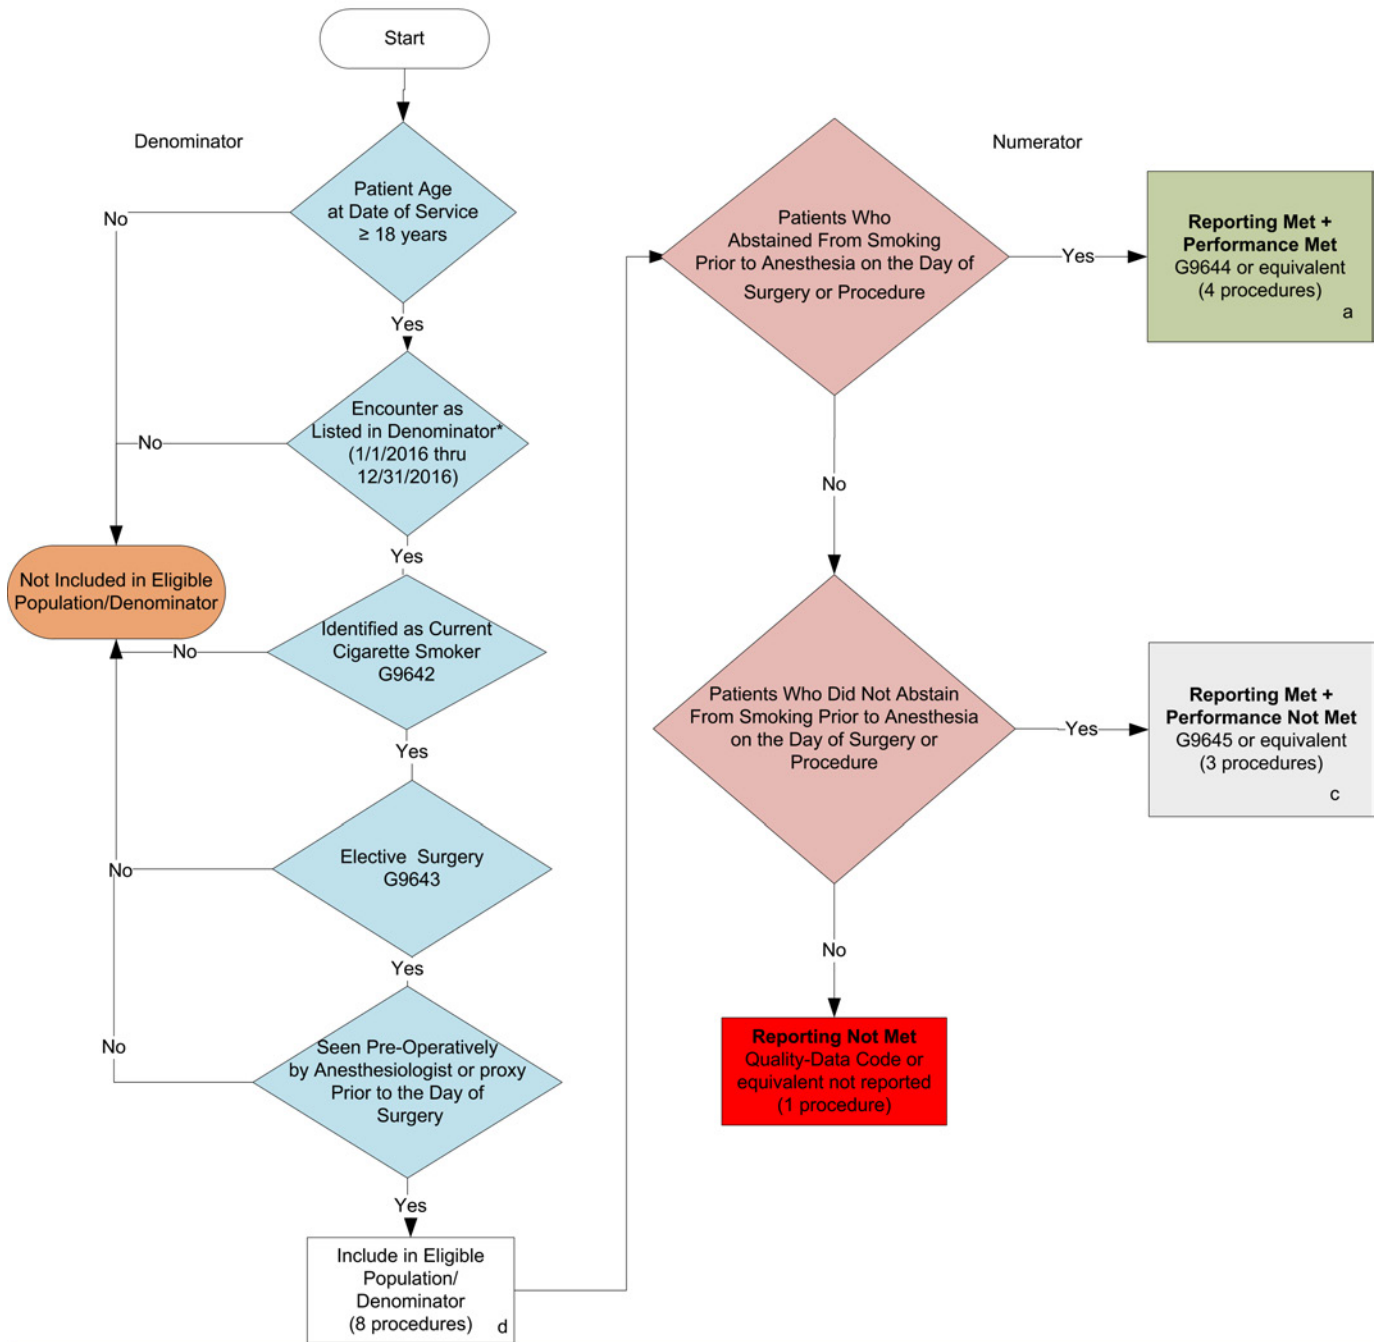 Start
Denominator
Patient Age
at Date of Service
≥ 18 years
No
Yes
Encounter as
Listed in Denominator*
(1/1/2016 thru
12/31/2016)
No
Yes
Not Included in Eligible
Population/Denominator
Identified as Current
Cigarette Smoker
G9642
No
Yes
Elective Surgery
G9643
No
Yes
Seen Pre-Operatively
by Anesthesiologist or proxy
Prior to the Day of
Surgery
No
Yes
Include in Eligible
Population/
Denominator
(8 procedures)
d
Numerator
Patients Who
Abstained From Smoking
Prior to Anesthesia on the Day of
Surgery or Procedure
Yes
Reporting Met +
Performance Met
G9644 or equivalent
(4 procedures)
a
No
Patients Who Did Not Abstain
From Smoking Prior to Anesthesia
on the Day of Surgery or
Procedure
Yes
Reporting Met +
Performance Not Met
G9645 or equivalent
(3 procedures)
c
No
Reporting Not Met
Quality-Data Code or
equivalent not reported
(1 procedure)